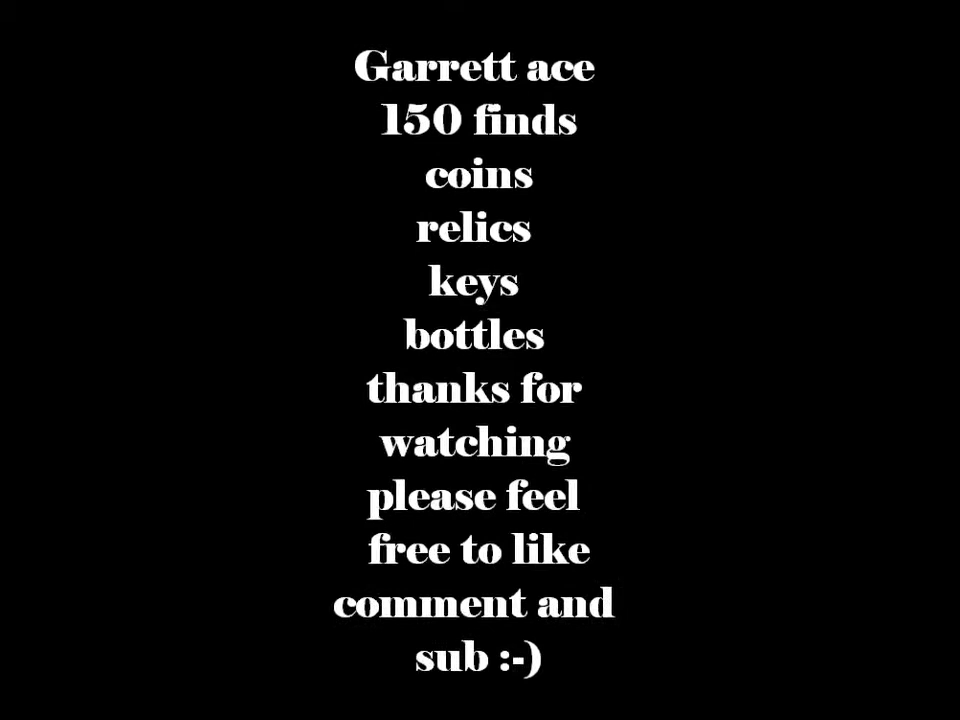 Garrett ace
150 finds
coins
relics
keys
bottles
thanks for
watching
please feel
free to like
comment and
sub :-)